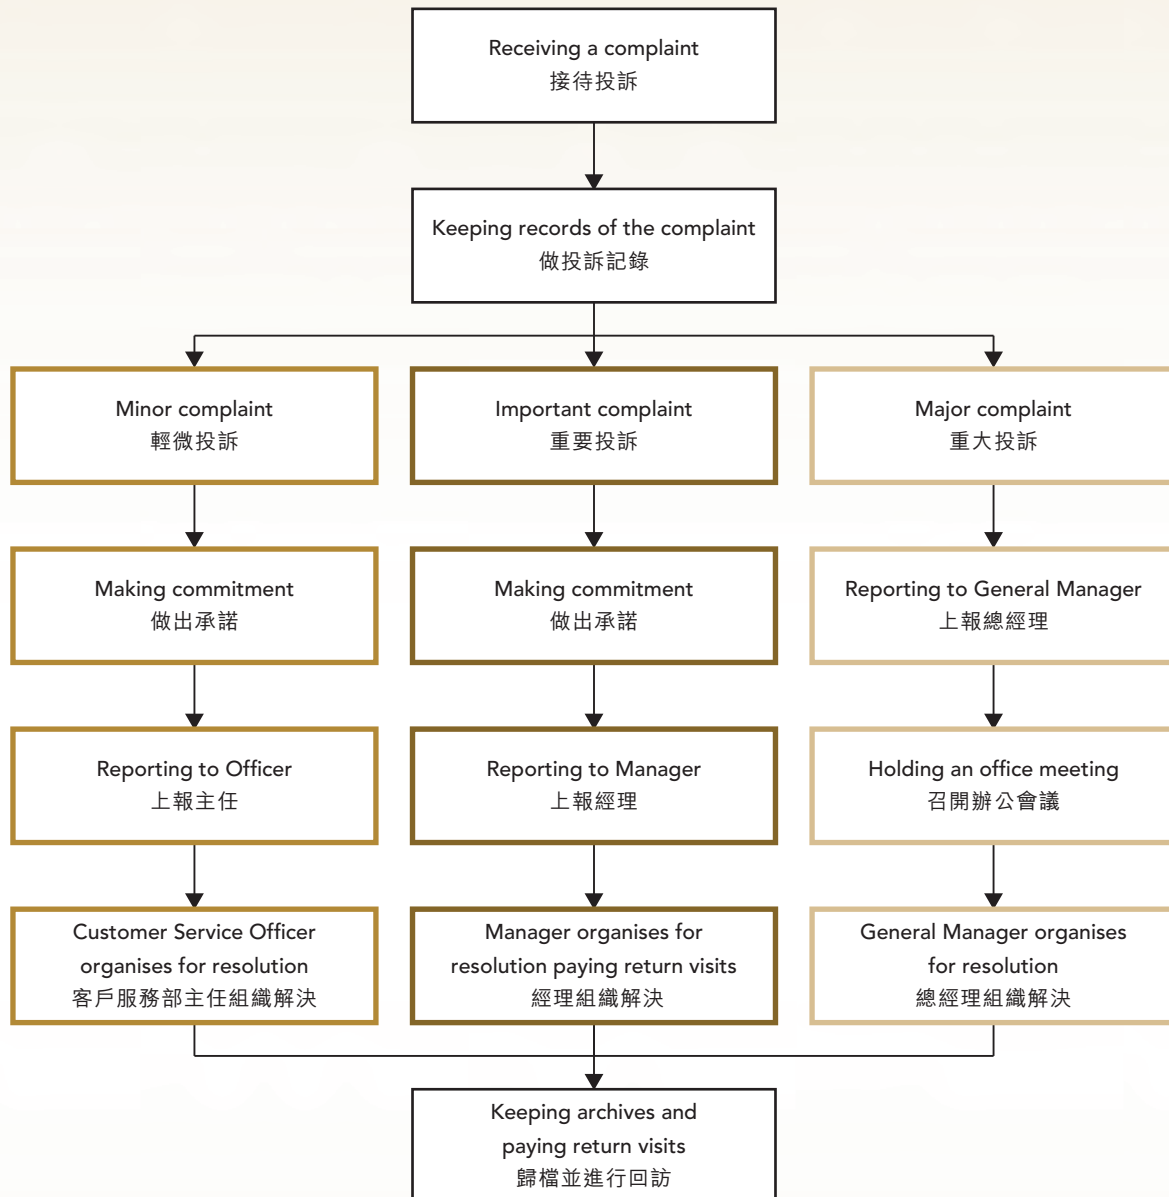 Receiving a complaint
接待投訴
Keeping records of the complaint
做投訴記錄
Minor complaint
輕微投訴
Important complaint
重要投訴
Major complaint
重大投訴
Making commitment
做出承諾
Making commitment
做出承諾
Reporting to General Manager
上報總經理
Reporting to Officer
上報主任
Reporting to Manager
上報經理
Holding an office meeting
召開辦公會議
Customer Service Officer
organises for resolution
客戶服務部主任組織解決
Manager organises for
resolution paying return visits
經理組織解決
General Manager organises
for resolution
總經理組織解決
Keeping archives and
paying return visits
歸檔並進行回訪